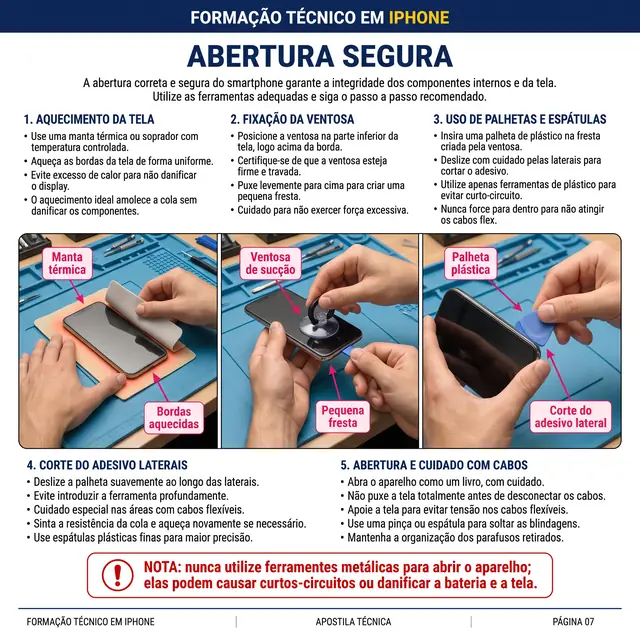 FORMAÇÃO TÉCNICO EM IPHONE
ABERTURA SEGURA
A abertura correta e segura do smartphone garante a integridade dos componentes internos e da tela.
Utilize as ferramentas adequadas e siga o passo a passo recomendado.
1. AQUECIMENTO DA TELA
• Use uma manta térmica ou soprador com
temperatura controlada.
• Aqueça as bordas da tela de forma uniforme.
• Evite excesso de calor para não danificar
o display.
• O aquecimento ideal amolece a cola sem
danificar os componentes.
2. FIXAÇÃO DA VENTOSA
• Posicione a ventosa na parte inferior da
tela, logo acima da borda.
• Certifique-se de que a ventosa esteja
firme e travada.
• Puxe levemente para cima para criar uma
pequena fresta.
• Cuidado para não exercer força excessiva.
3. USO DE PALHETAS E ESPÁTULAS
• Insira uma palheta de plástico na fresta
criada pela ventosa.
• Deslize com cuidado pelas laterais para
cortar o adesivo.
• Utilize apenas ferramentas de plástico para
evitar curto-circuito.
• Nunca force para dentro para não atingir
os cabos flex.
Manta
térmica
Bordas
aquecidas
Ventosa
de sucção
Pequena
fresta
Palheta
plástica
Corte do
adesivo lateral
4. CORTE DO ADESIVO LATERAIS
• Deslize a palheta suavemente ao longo das laterais.
• Evite introduzir a ferramenta profundamente.
• Cuidado especial nas áreas com cabos flexíveis.
• Sinta a resistência da cola e aqueça novamente se necessário.
• Use espátulas plásticas finas para maior precisão.
5. ABERTURA E CUIDADO COM CABOS
• Abra o aparelho como um livro, com cuidado.
• Não puxe a tela totalmente antes de desconectar os cabos.
• Apoie a tela para evitar tensão nos cabos flexíveis.
• Use uma pinça ou espátula para soltar as blindagens.
• Mantenha a organização dos parafusos retirados.
! NOTA: nunca utilize ferramentes metálicas para abrir o aparelho;
elas podem causar curtos-circuitos ou danificar a bateria e a tela.
FORMAÇÃO TÉCNICO EM IPHONE | APOSTILA TÉCNICA | PÁGINA 07